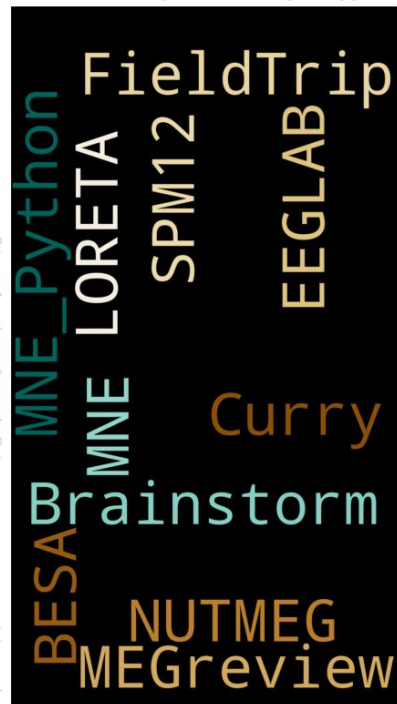 FieldTrip
MNE_Python
LORETA
SPM12
EEGLAB
MNE
Curry
Brainstorm
BESA
NUTMEG
MEGreview